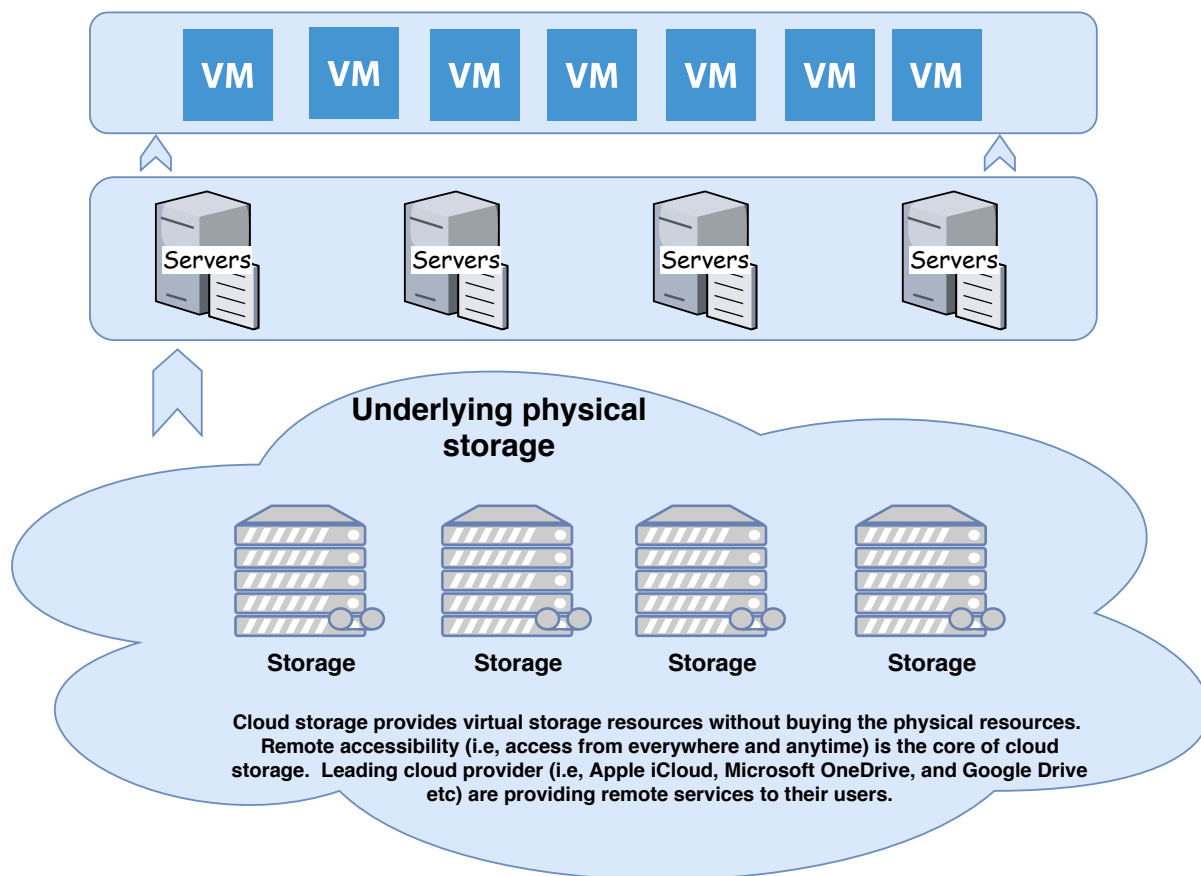 VM VM VM VM VM VM VM
Servers Servers Servers Servers
Underlying physical
storage
Storage Storage Storage Storage
Cloud storage provides virtual storage resources without buying the physical resources.
Remote accessibility (i.e, access from everywhere and anytime) is the core of cloud
storage.  Leading cloud provider (i.e, Apple iCloud, Microsoft OneDrive, and Google Drive
etc) are providing remote services to their users.